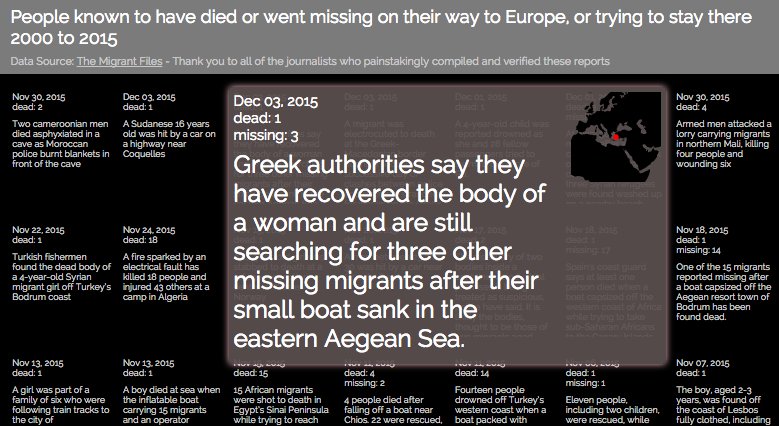 People known to have died or went missing on their way to Europe, or trying to stay there
2000 to 2015
Data Source: The Migrant Files - Thank you to all of the journalists who painstakingly compiled and verified these reports
Nov 30, 2015
dead: 2
Two cameroonian men
died asphyxiated in a
cave as Moroccan
police burnt blankets in
front of the cave
Dec 03, 2015
dead: 1
A Sudanese 16 years
old was hit by a car on
a highway near
Coquelles
Dec 03, 2015
dead: 1
missing: 3
Greek authorities say they
have recovered the body of
a woman and are still
searching for three other
missing migrants after their
small boat sank in the
eastern Aegean Sea.
Nov 30, 2015
dead: 4
Armed men attacked a
lorry carrying migrants
in northern Mali, killing
four people and
wounding six
Nov 22, 2015
dead: 1
Turkish fishermen
found the dead body of
a 4-year-old Syrian
migrant girl off Turkey's
Bodrum coast
Nov 24, 2015
dead: 18
A fire sparked by an
electrical fault has
killed 18 people and
injured 43 others at a
camp in Algeria
Nov 18, 2015
dead: 1
missing: 14
One of the 15 migrants
reported missing after
a boat capsized off the
Aegean resort town of
Bodrum has been
found dead.
Nov 13, 2015
dead: 1
A girl was part of a
family of six who were
following train tracks to
the city of
Nov 13, 2015
dead: 1
A boy died at sea when
the inflatable boat
carrying 15 migrants
and an operator
dead: 15
15 African migrants
were shot to death in
Egypt's Sinai Peninsula
while trying to reach
dead: 4
missing: 2
4 people died after
falling off a boat near
Chios. 22 were rescued,
dead: 14
Fourteen people
drowned off Turkey's
western coast when a
boat packed with
missing: 1
Eleven people,
including two children,
were rescued, while
Nov 07, 2015
dead: 1
The boy, aged 2-3
years, was found off
the coast of Lesbos
fully clothed, including